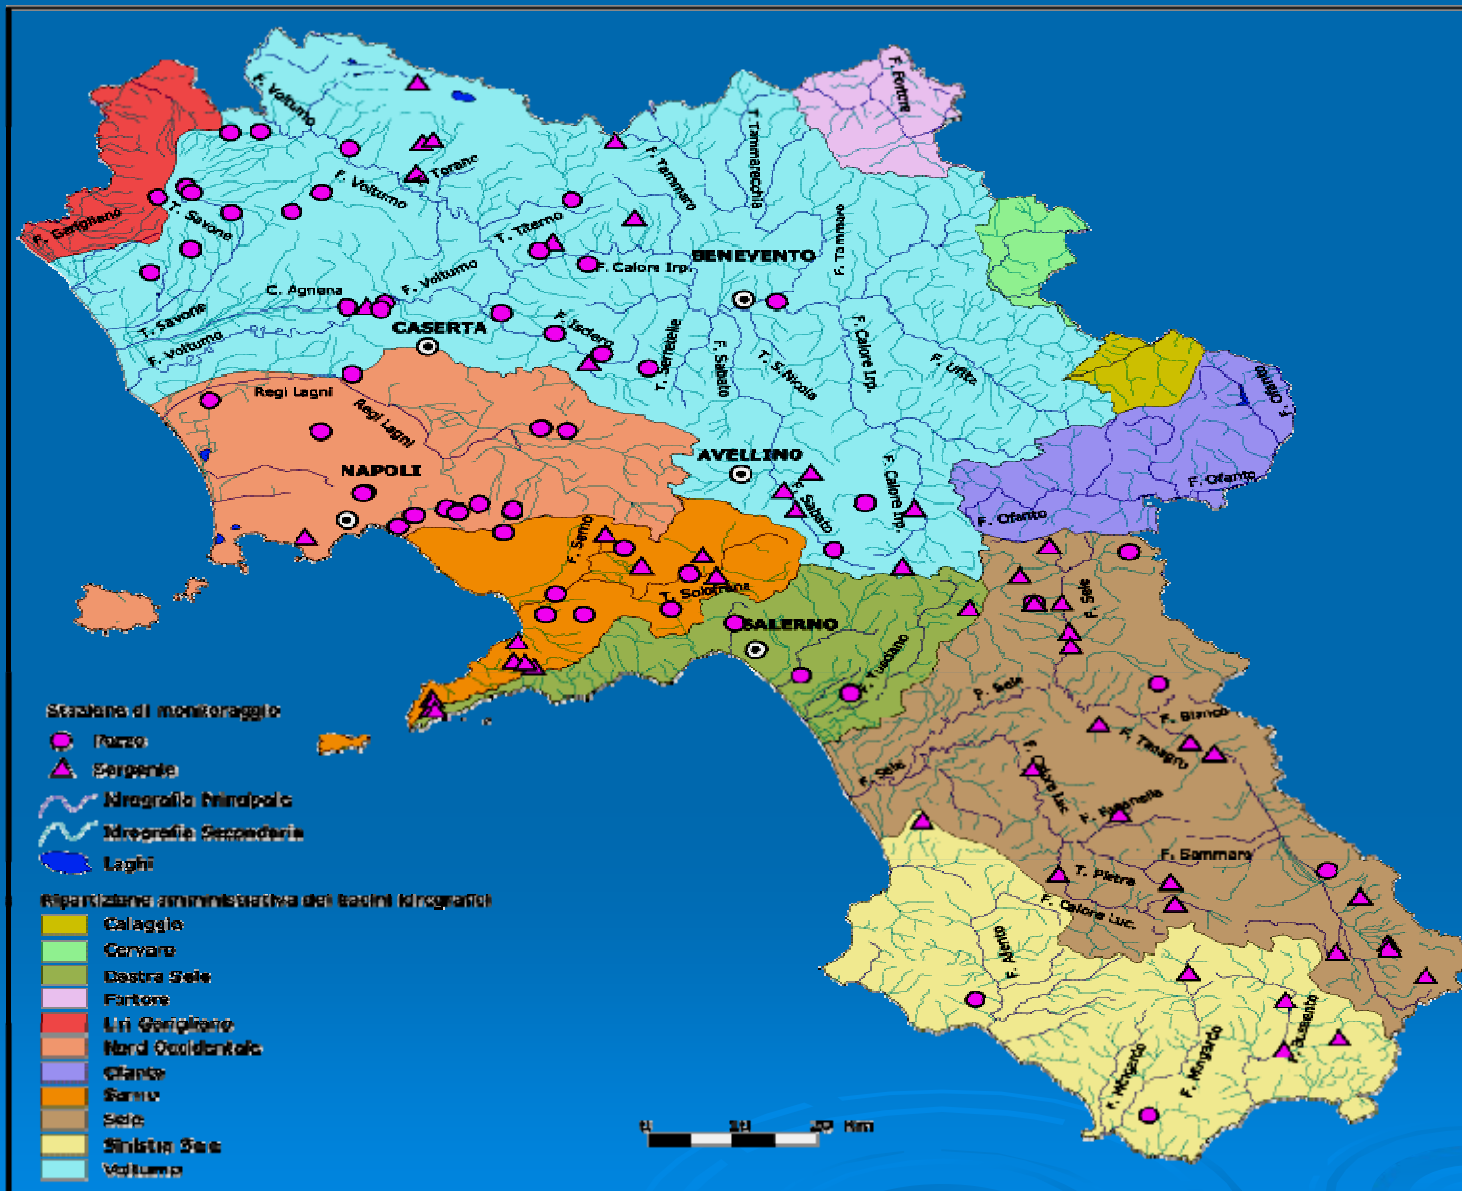 F. Fortore
F. Volturno
T. Tammarecchia
F. Tammaro
T. Torano
F. Volturno
T. Savone
F. Garigliano
T. Titerno
F. Tammaro
BENEVENTO
F. Calore Irp.
F. Volturno
C. Agnena
T. Savone
F. Volturno
CASERTA
F. Isclero
T. Serretelle
F. Sabato
T. S.Nicola
F. Calore Irp.
F. Ufita
F. Ofanto
Regi Lagni
Regi Lagni
NAPOLI
AVELLINO
F. Sabato
F. Calore Irp.
F. Ofanto
F. Ofanto
F. Sarno
T. Solofrana
F. Sele
SALERNO
F. Tusciano
F. Sele
F. Bianco
F. Tanagro
F. Sele
F. Calore Luc.
F. Fasanella
F. Sammaro
T. Pietra
F. Calore Luc.
F. Alento
F. Mingardo
F. Mingardo
F. Bussento
Stazione di monitoraggio
Pozzo
Sorgente
Idrografia Principale
Idrografia Secondaria
Laghi
Ripartizione amministrativa dei bacini idrografici
Calaggio
Cervaro
Destra Sele
Fortore
Liri Garigliano
Nord Occidentale
Ofanto
Sarno
Sele
Sinistra Sele
Volturno
0 10 20 Km